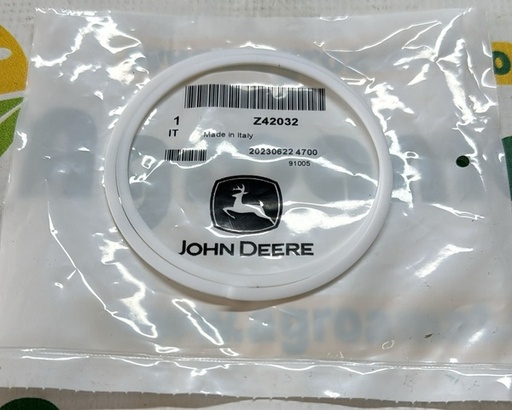 1 Z42032
IT Made in Italy
20230622 4700
91005
JOHN DEERE